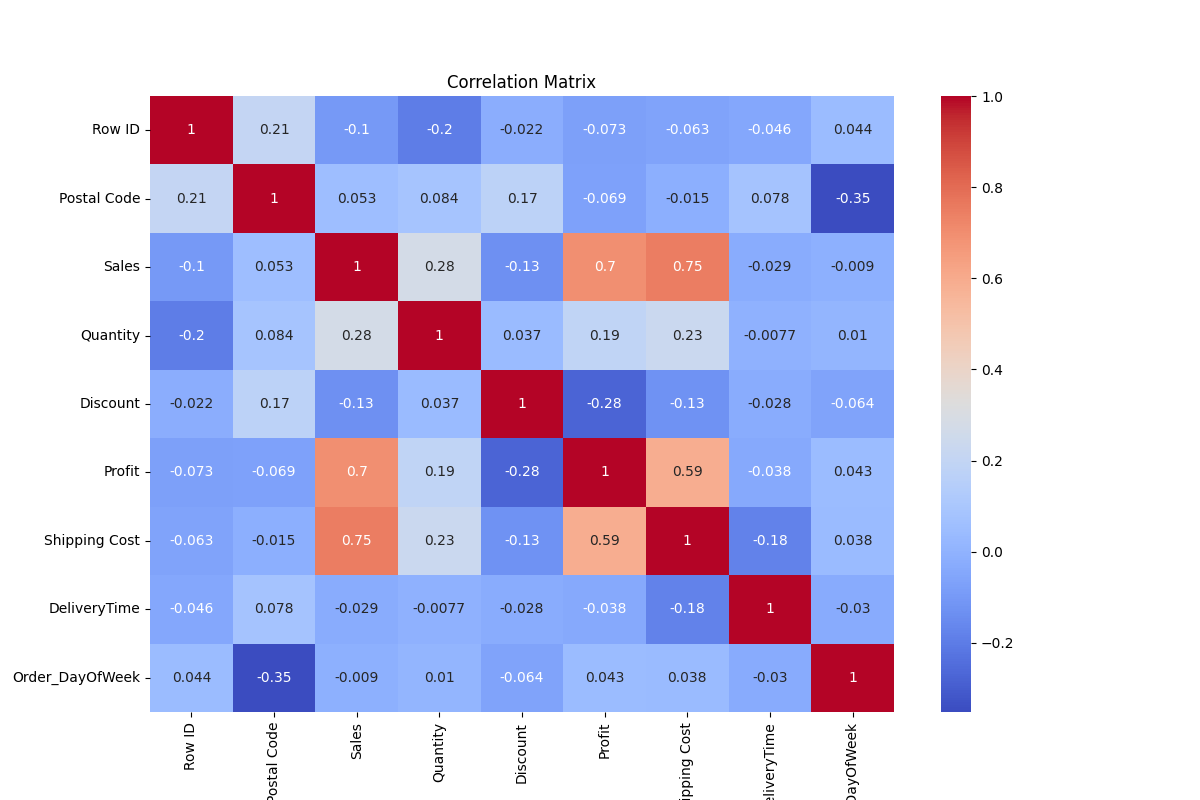 Correlation Matrix
Row ID 1 0.21 -0.1 -0.2 -0.022 -0.073 -0.063 -0.046 0.044
Postal Code 0.21 1 0.053 0.084 0.17 -0.069 -0.015 0.078 -0.35
Sales -0.1 0.053 1 0.28 -0.13 0.7 0.75 -0.029 -0.009
Quantity -0.2 0.084 0.28 1 0.037 0.19 0.23 -0.0077 0.01
Discount -0.022 0.17 -0.13 0.037 1 -0.28 -0.13 -0.028 -0.064
Profit -0.073 -0.069 0.7 0.19 -0.28 1 0.59 -0.038 0.043
Shipping Cost -0.063 -0.015 0.75 0.23 -0.13 0.59 1 -0.18 0.038
DeliveryTime -0.046 0.078 -0.029 -0.0077 -0.028 -0.038 -0.18 1 -0.03
Order_DayOfWeek 0.044 -0.35 -0.009 0.01 -0.064 0.043 0.038 -0.03 1
Row ID
Postal Code
Sales
Quantity
Discount
Profit
ipping Cost
eliveryTime
DayOfWeek
1.0
0.8
0.6
0.4
0.2
0.0
−0.2